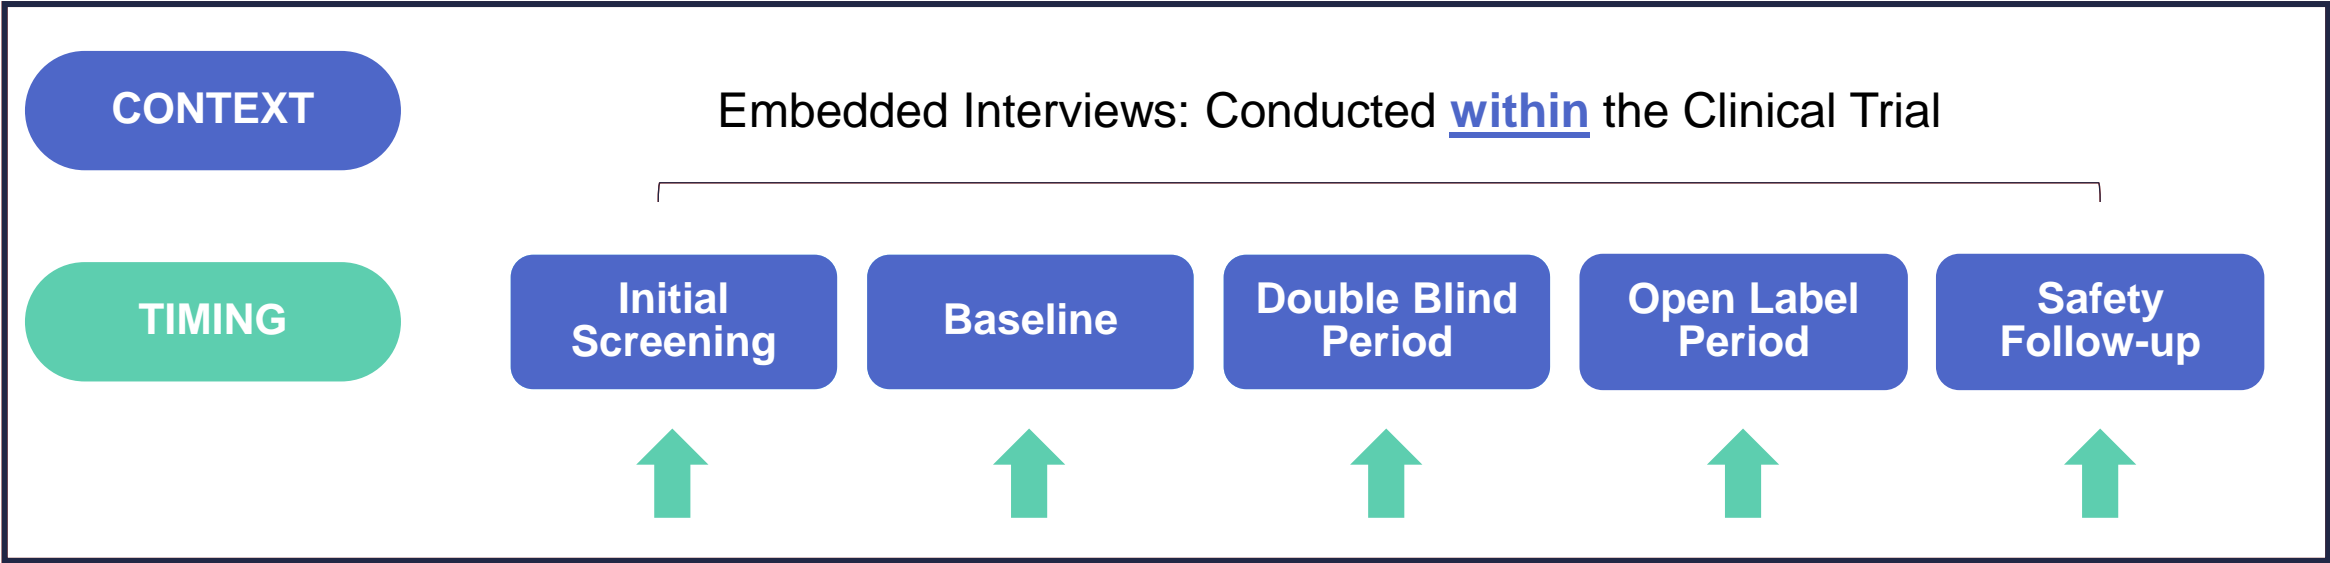 CONTEXT
Embedded Interviews: Conducted within the Clinical Trial
TIMING
Initial
Screening
Baseline
Double Blind
Period
Open Label
Period
Safety
Follow-up